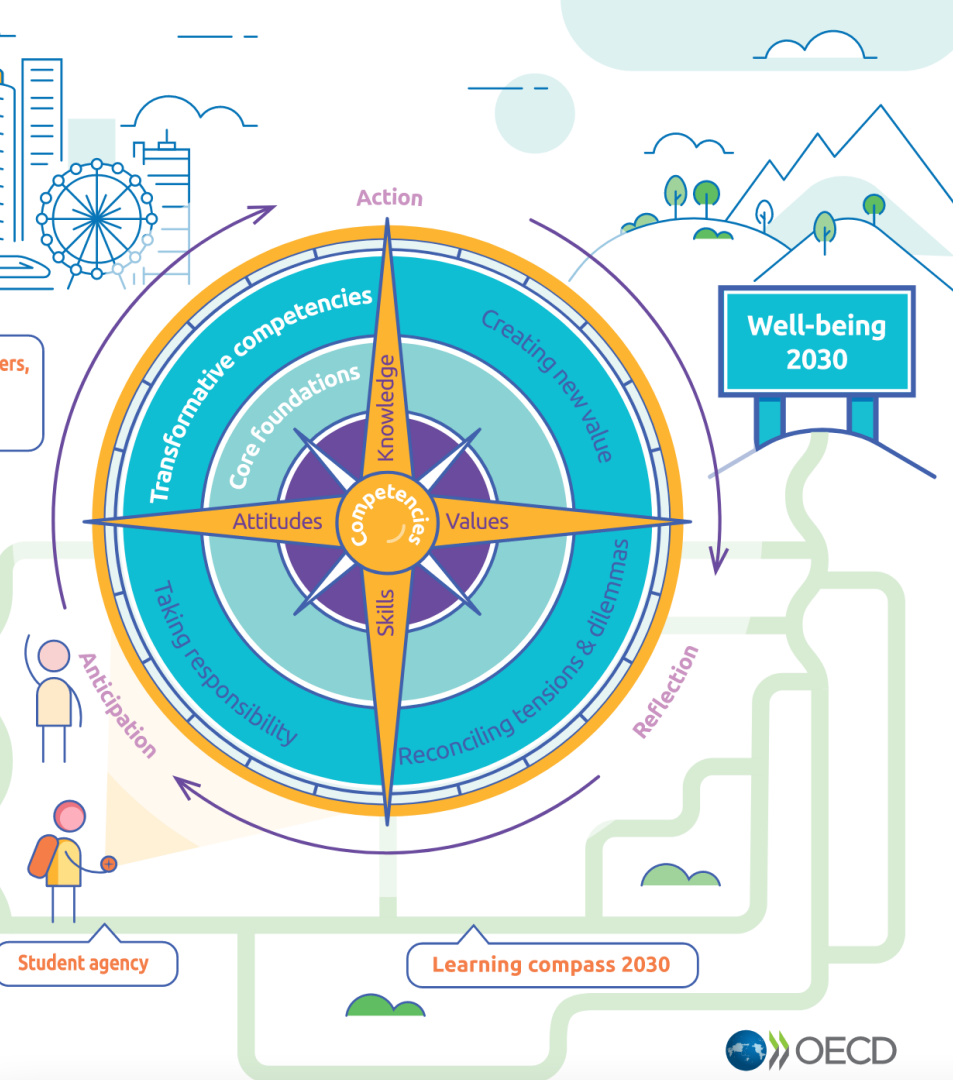 Action
Transformative competencies
Creating new value
Well-being
2030
ers,
Core foundations
Knowledge
Attitudes
Competencies
Values
Skills
Taking responsibility
Reconciling tensions & dilemmas
Anticipation
Reflection
Student agency
Learning compass 2030
OECD